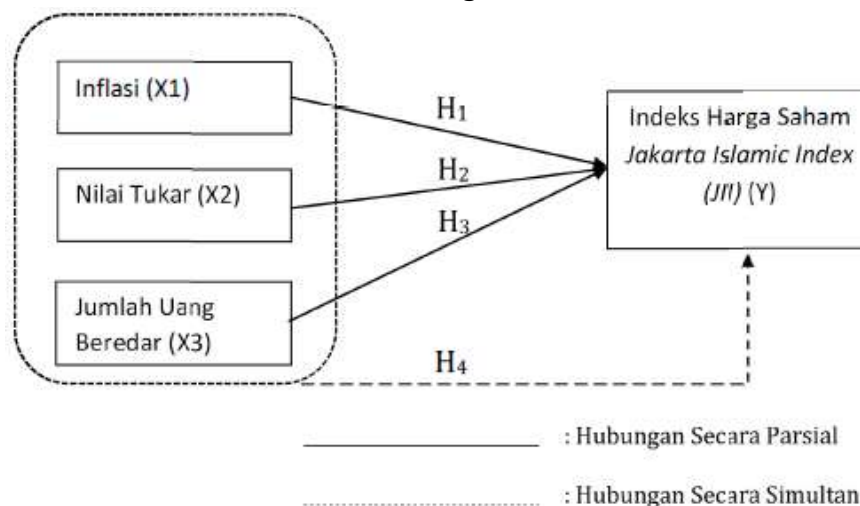 Inflasi (X1)
Nilai Tukar (X2)
Jumlah Uang
Beredar (X3)
H1
H2
H3
H4
Indeks Harga Saham
Jakarta Islamic Index
(JII) (Y)
: Hubungan Secara Parsial
: Hubungan Secara Simultan